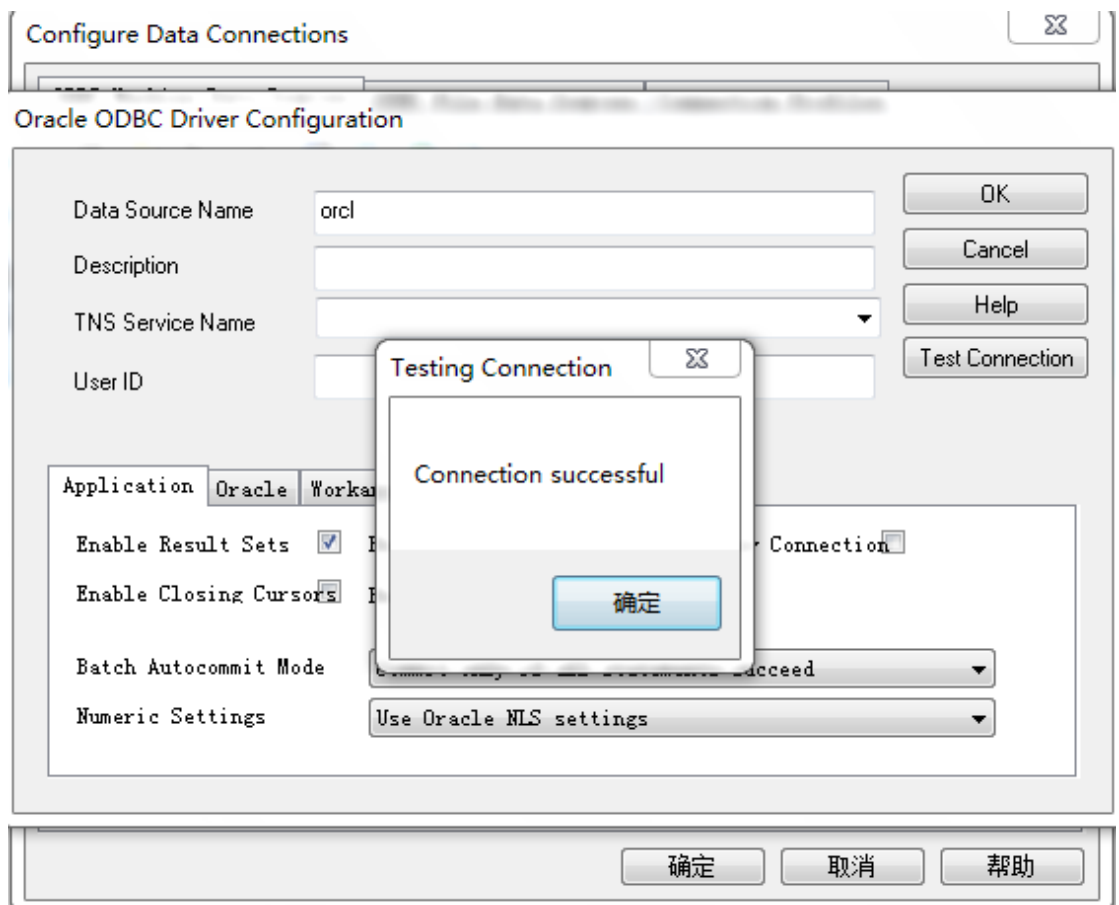 Configure Data Connections
Oracle ODBC Driver Configuration
OK
Data Source Name orcl
Cancel
Description
Help
TNS Service Name
Testing Connection
Test Connection
User ID
Connection successful
Application Oracle
Enable Result Sets Connection
Enable Closing Cursors
确定
Batch Autocommit Mode
Numeric Settings Use Oracle NLS settings
确定 取消 帮助